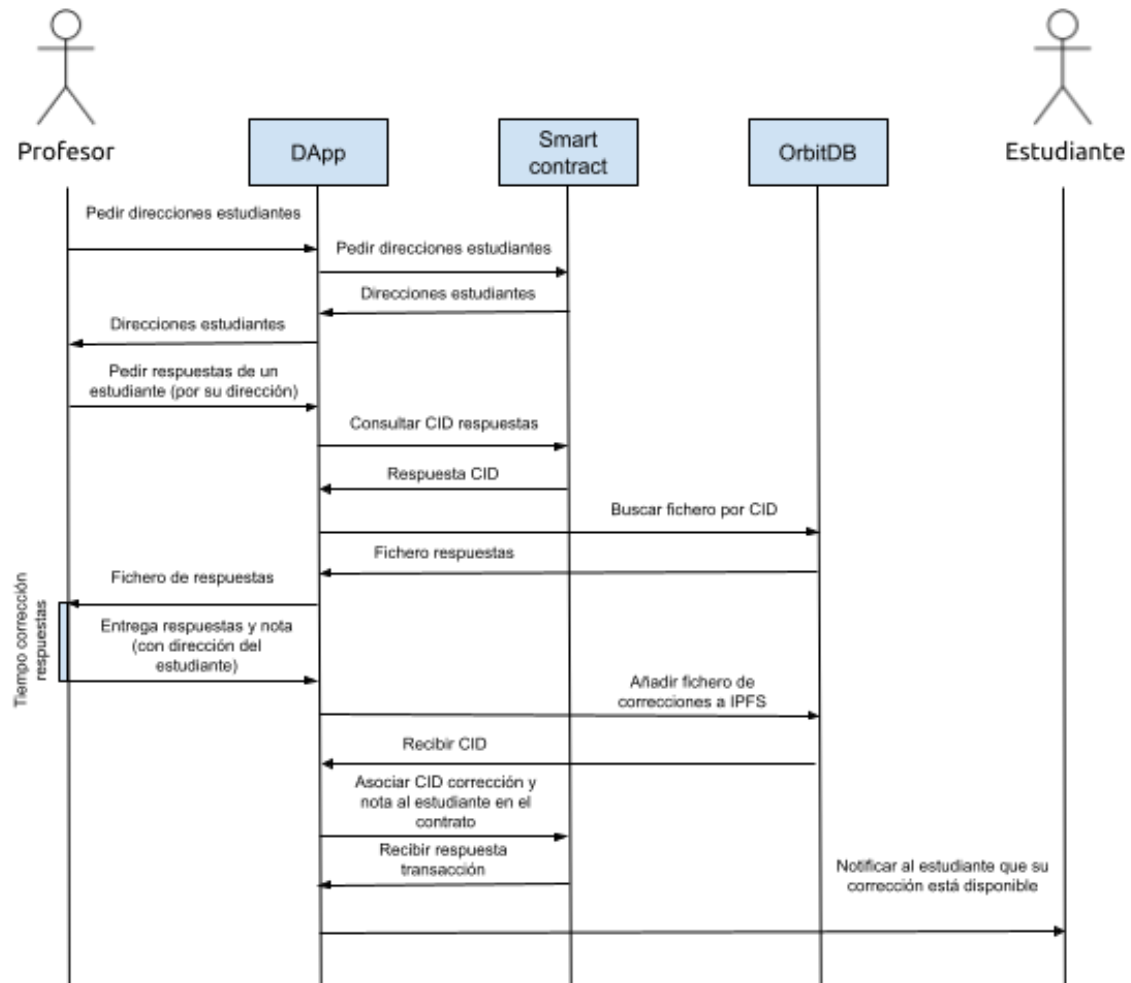 Profesor
DApp
Smart
contract
OrbitDB
Estudiante
Pedir direcciones estudiantes
Pedir direcciones estudiantes
Direcciones estudiantes
Direcciones estudiantes
Pedir respuestas de un
estudiante (por su dirección)
Consultar CID respuestas
Respuesta CID
Buscar fichero por CID
Fichero respuestas
Fichero de respuestas
Tiempo corrección
respuestas
Entrega respuestas y nota
(con dirección del
estudiante)
Añadir fichero de
correcciones a IPFS
Recibir CID
Asociar CID corrección y
nota al estudiante en el
contrato
Recibir respuesta
transacción
Notificar al estudiante que su
corrección está disponible